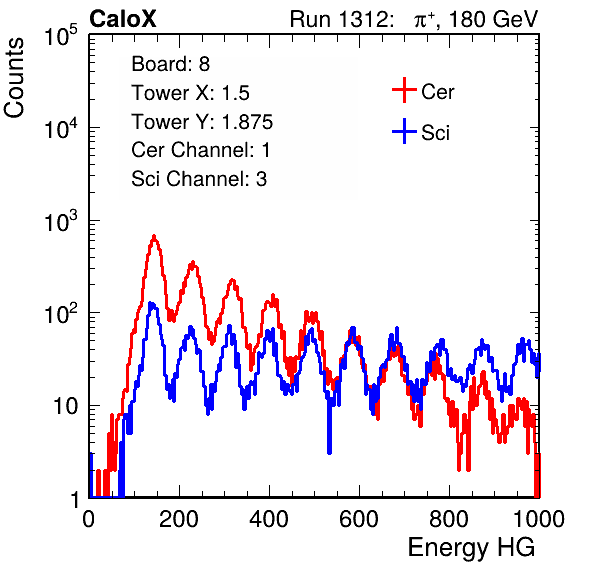 CaloX Run 1312: π⁺, 180 GeV
Counts
10⁵
10⁴
10³
10²
10
1
Board: 8
Tower X: 1.5
Tower Y: 1.875
Cer Channel: 1
Sci Channel: 3
Cer
Sci
0 200 400 600 800 1000
Energy HG